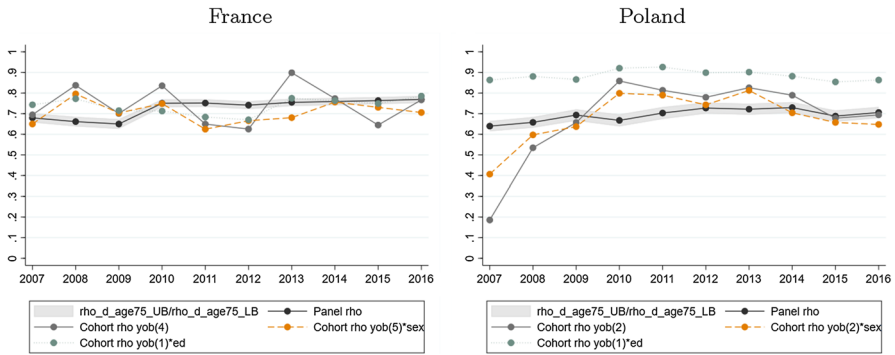 France
Poland
1
.9
.8
.7
.6
.5
.4
.3
.2
.1
0
2007 2008 2009 2010 2011 2012 2013 2014 2015 2016
rho_d_age75_UB/rho_d_age75_LB Panel rho
Cohort rho yob(4) Cohort rho yob(5)*sex
Cohort rho yob(1)*ed
1
.9
.8
.7
.6
.5
.4
.3
.2
.1
0
2007 2008 2009 2010 2011 2012 2013 2014 2015 2016
rho_d_age75_UB/rho_d_age75_LB Panel rho
Cohort rho yob(2) Cohort rho yob(2)*sex
Cohort rho yob(1)*ed